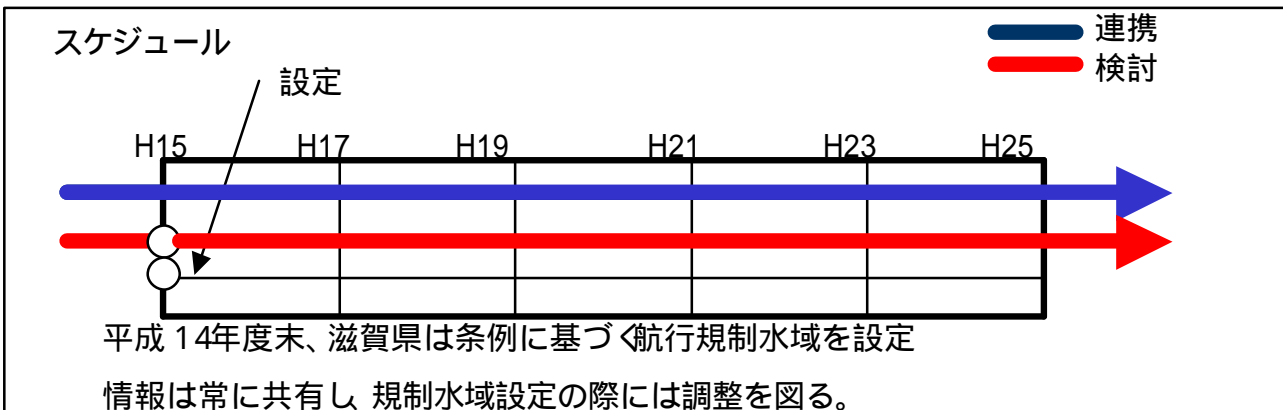 スケジュール
連携
検討
設定
H15 H17 H19 H21 H23 H25
平成 14年度末、滋賀県は条例に基づく航行規制水域を設定
情報は常に共有し 規制水域設定の際には調整を図る。